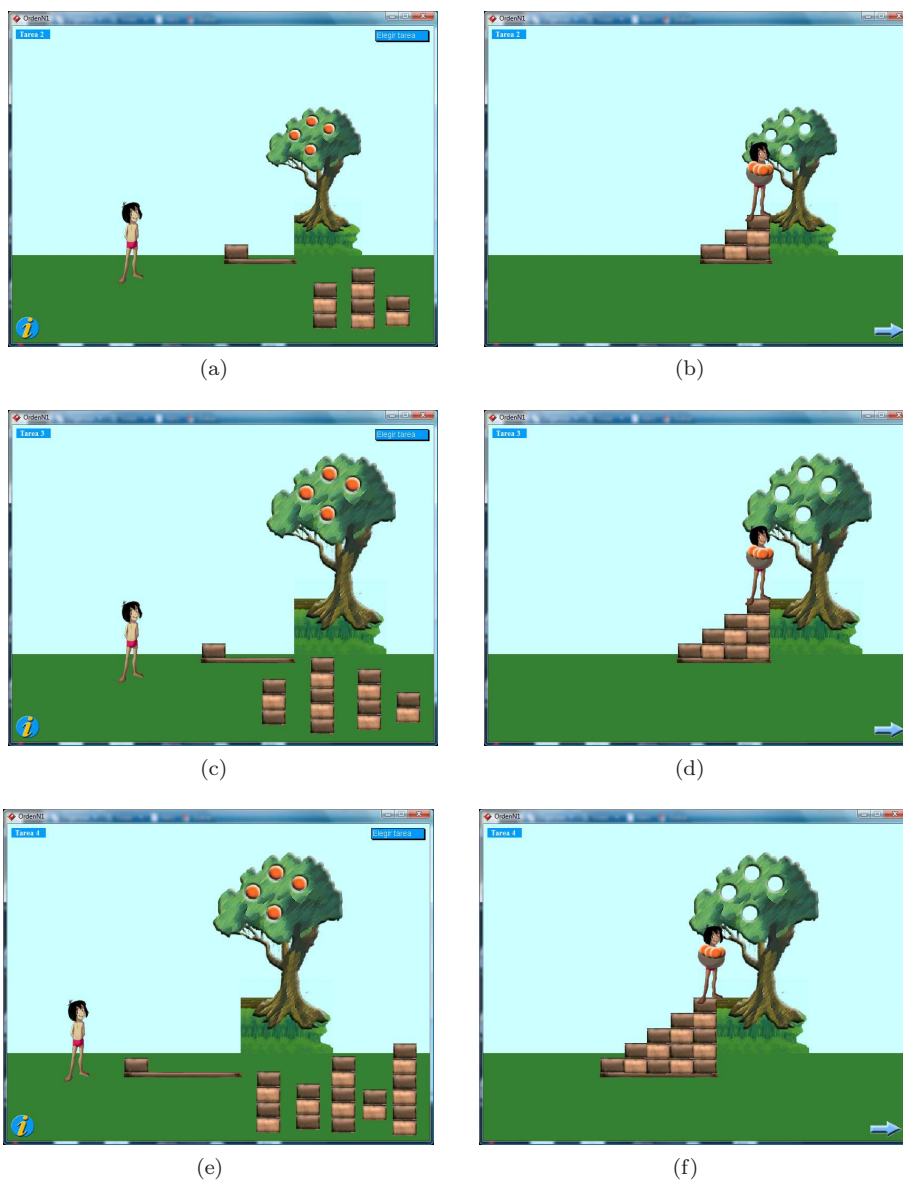 OrdenN1
OrdenN1
Tarea 2
Elegir tarea
Tarea 2
i
(a)
(b)
OrdenN1
OrdenN1
Tarea 3
Elegir tarea
Tarea 3
i
(c)
(d)
OrdenN1
OrdenN1
Tarea 4
Elegir tarea
Tarea 4
i
(e)
(f)